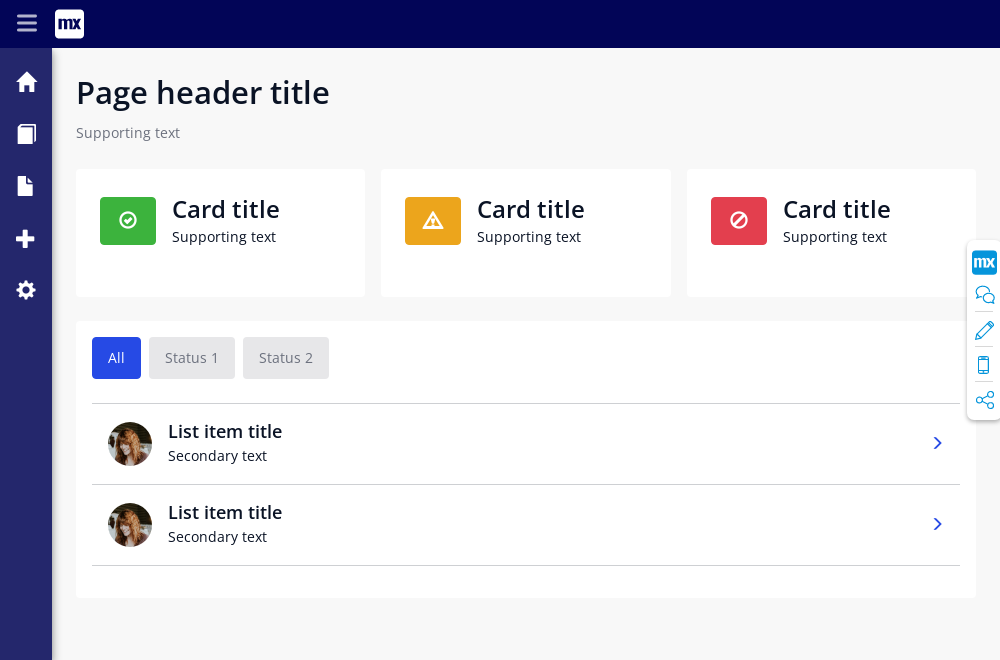 mx
Page header title
Supporting text
Card title
Supporting text
Card title
Supporting text
Card title
Supporting text
mx
All
Status 1
Status 2
List item title
Secondary text
List item title
Secondary text